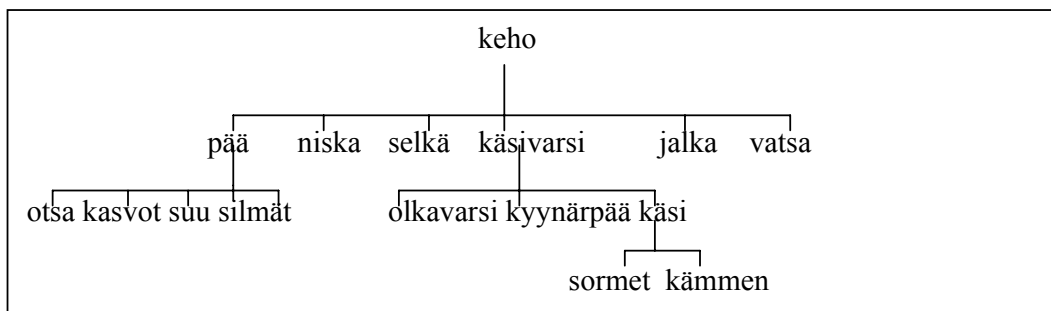 keho
pää niska selkä käsivarsi jalka vatsa
otsa kasvot suu silmät olkavarsi kyynärpää käsi
sormet kämmen